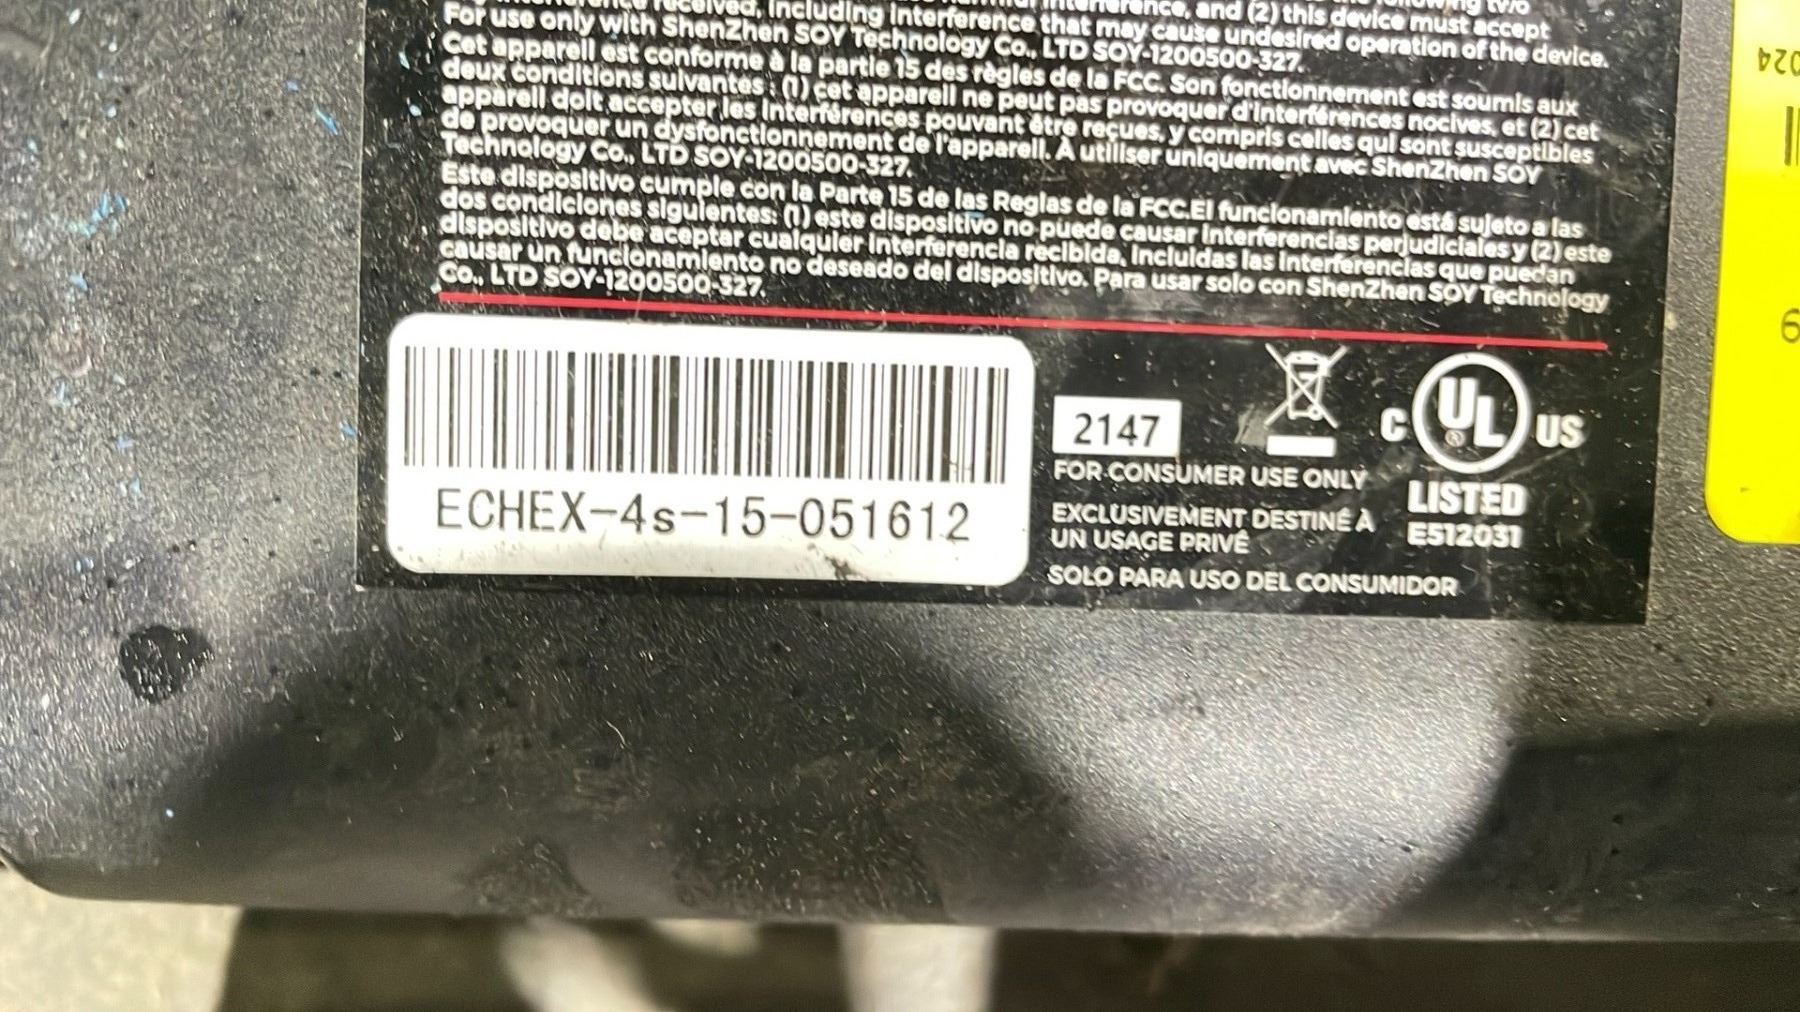 interference received, including interference that may cause undesired operation of the device.
interference, and (2) this device must accept
For use only with ShenZhen SOY Technology Co., LTD SOY-1200500-327.
Cet appareil est conforme à la partie 15 des règles de la FCC. Son fonctionnement est soumis aux
deux conditions suivantes : (1) cet appareil ne peut pas provoquer d'interférences nocives, et (2) cet
appareil doit accepter les interférences pouvant être reçues, y compris celles qui sont susceptibles
de provoquer un dysfonctionnement de l'appareil. À utiliser uniquement avec ShenZhen SOY
Technology Co., LTD SOY-1200500-327.
Este dispositivo cumple con la Parte 15 de las Reglas de la FCC.El funcionamiento está sujeto a las
dos condiciones siguientes: (1) este dispositivo no puede causar interferencias perjudiciales y (2) este
dispositivo debe aceptar cualquier interferencia recibida, incluidas las interferencias que puedan
causar un funcionamiento no deseado del dispositivo. Para usar solo con ShenZhen SOY Technology
Co., LTD SOY-1200500-327.
ECHEX-4s-15-051612
2147
FOR CONSUMER USE ONLY
EXCLUSIVEMENT DESTINÉ À
UN USAGE PRIVÉ
SOLO PARA USO DEL CONSUMIDOR
C UL US
LISTED
E512031
024